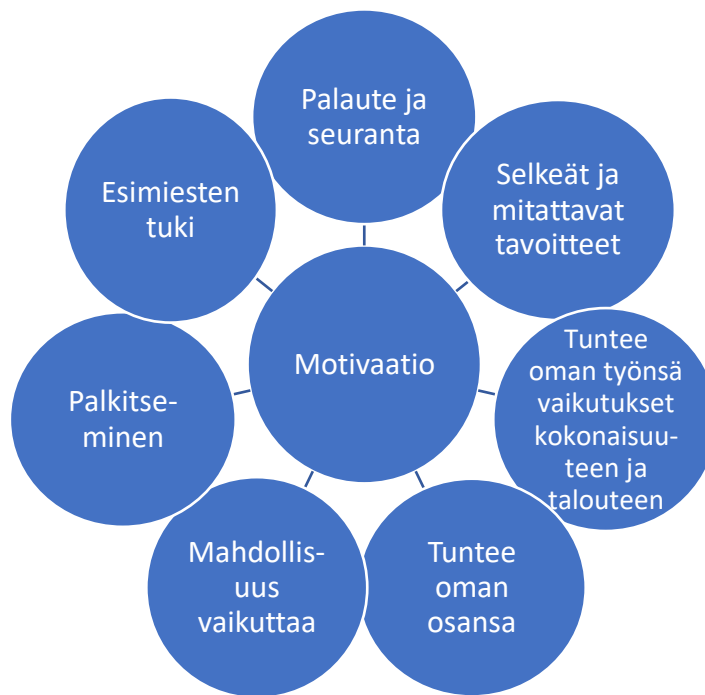 Palaute ja
seuranta
Selkeät ja
mitattavat
tavoitteet
Tuntee
oman työnsä
vaikutukset
kokonaisuu-
teen ja
talouteen
Tuntee
oman
osansa
Mahdollis-
uus
vaikuttaa
Palkitse-
minen
Esimiesten
tuki
Motivaatio